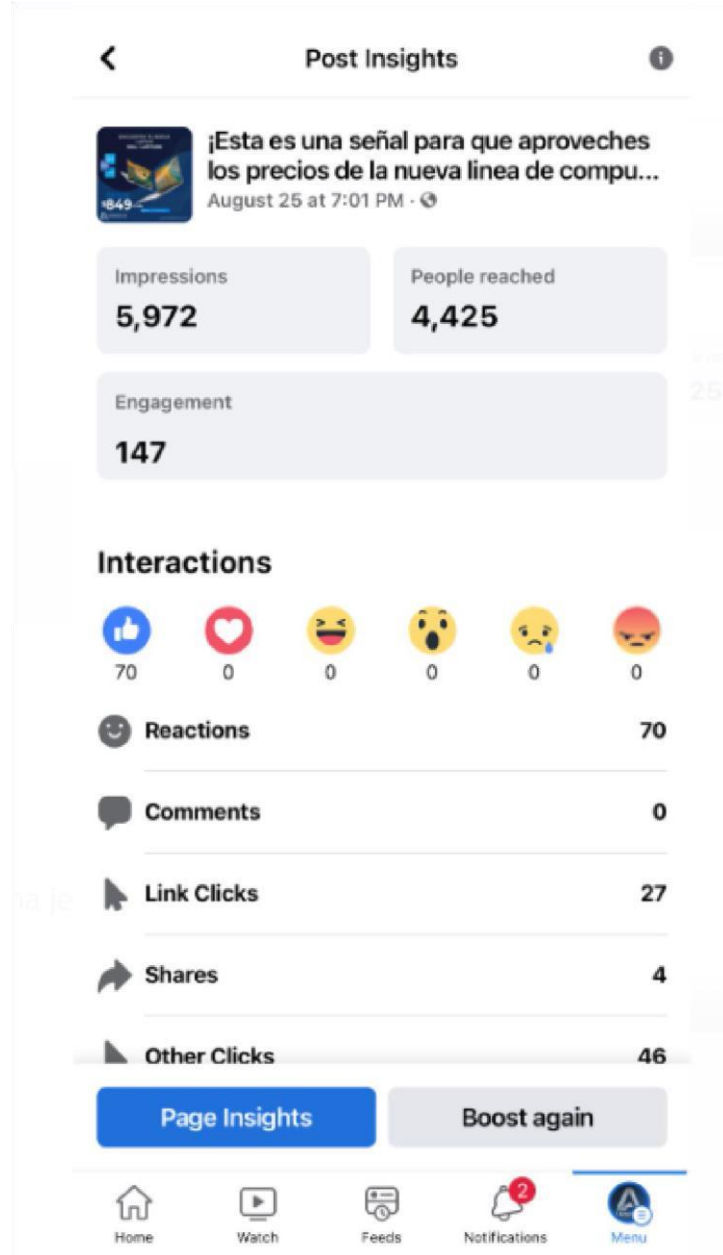 Post Insights
¡Esta es una señal para que aproveches
los precios de la nueva linea de compu...
August 25 at 7:01 PM ·
$849
Impressions
5,972
People reached
4,425
Engagement
147
Interactions
70 0 0 0 0 0
Reactions 70
Comments 0
Link Clicks 27
Shares 4
Other Clicks 46
Page Insights
Boost again
2
Home Watch Feeds Notifications Menu